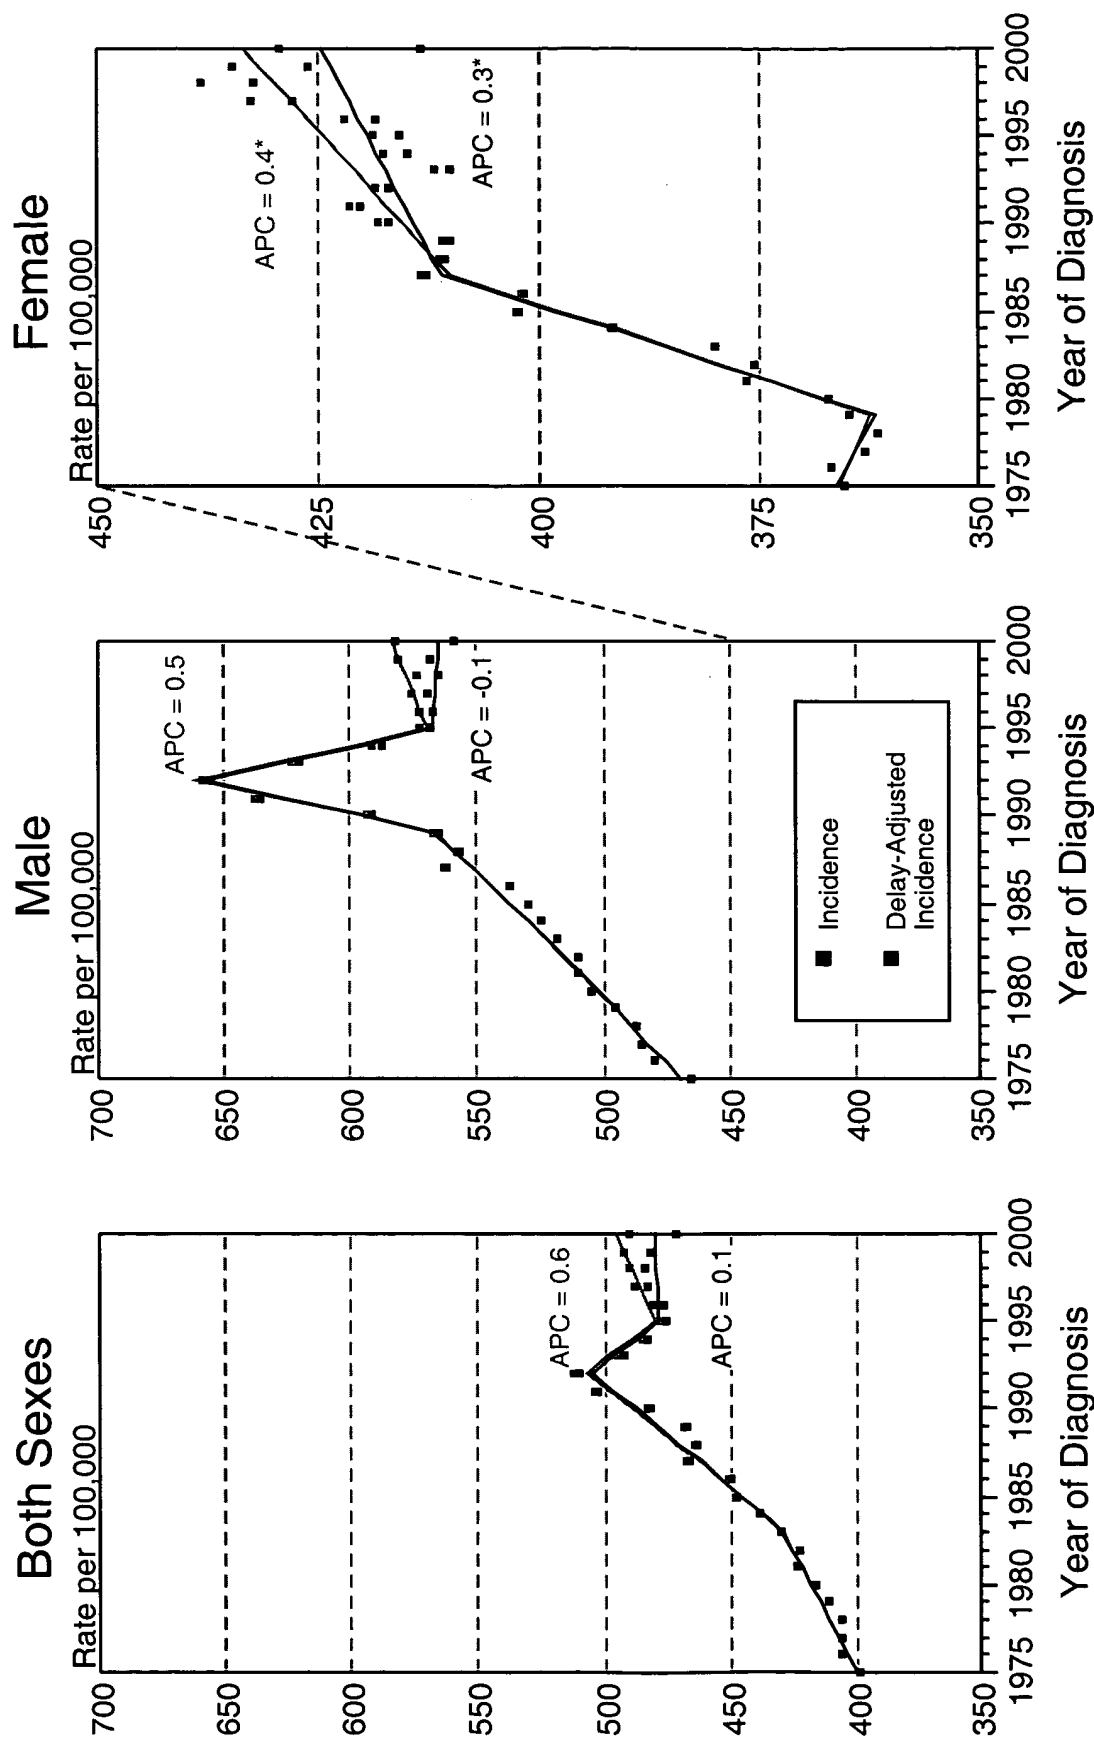 Both Sexes
Rate per 100,000
700
650
600
550
500
450
400
350
APC = 0.6
APC = 0.1
1975 1980 1985 1990 1995 2000
Year of Diagnosis
Male
Rate per 100,000
700
650
600
550
500
450
400
350
APC = 0.5
APC = -0.1
Incidence
Delay-Adjusted
Incidence
1975 1980 1985 1990 1995 2000
Year of Diagnosis
Female
Rate per 100,000
450
425
400
375
350
APC = 0.4*
APC = 0.3*
1975 1980 1985 1990 1995 2000
Year of Diagnosis